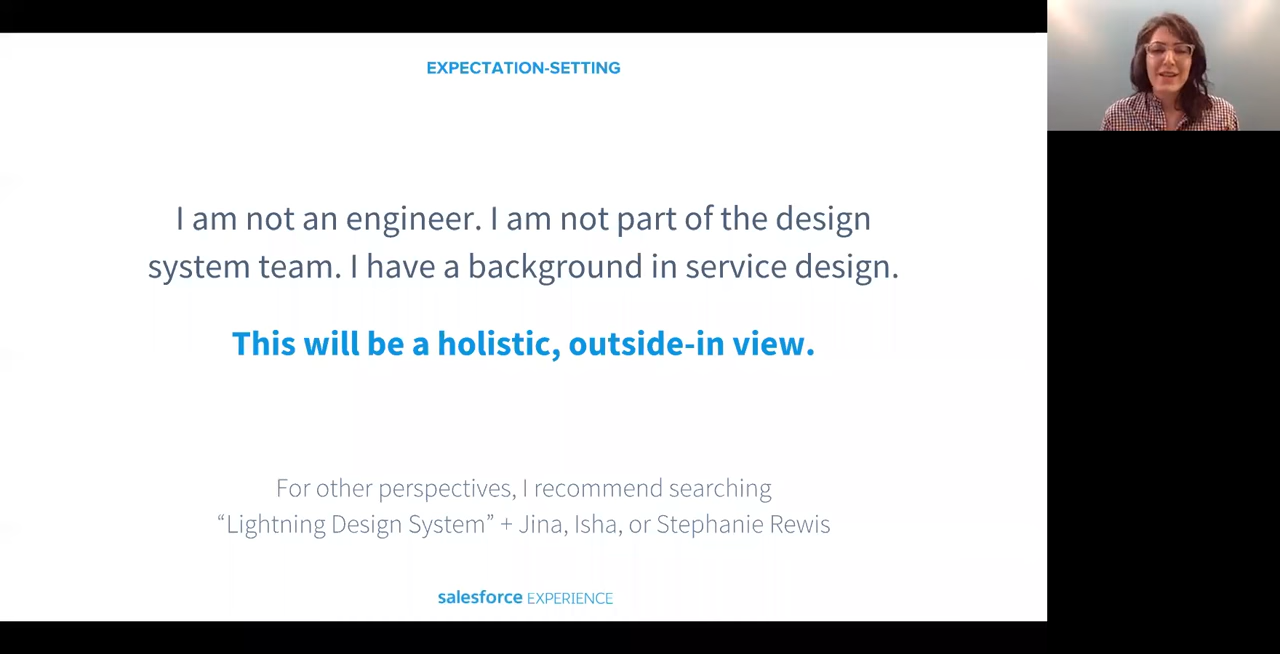 EXPECTATION-SETTING
I am not an engineer. I am not part of the design
system team. I have a background in service design.
This will be a holistic, outside-in view.
For other perspectives, I recommend searching
“Lightning Design System” + Jina, Isha, or Stephanie Rewis
salesforce EXPERIENCE